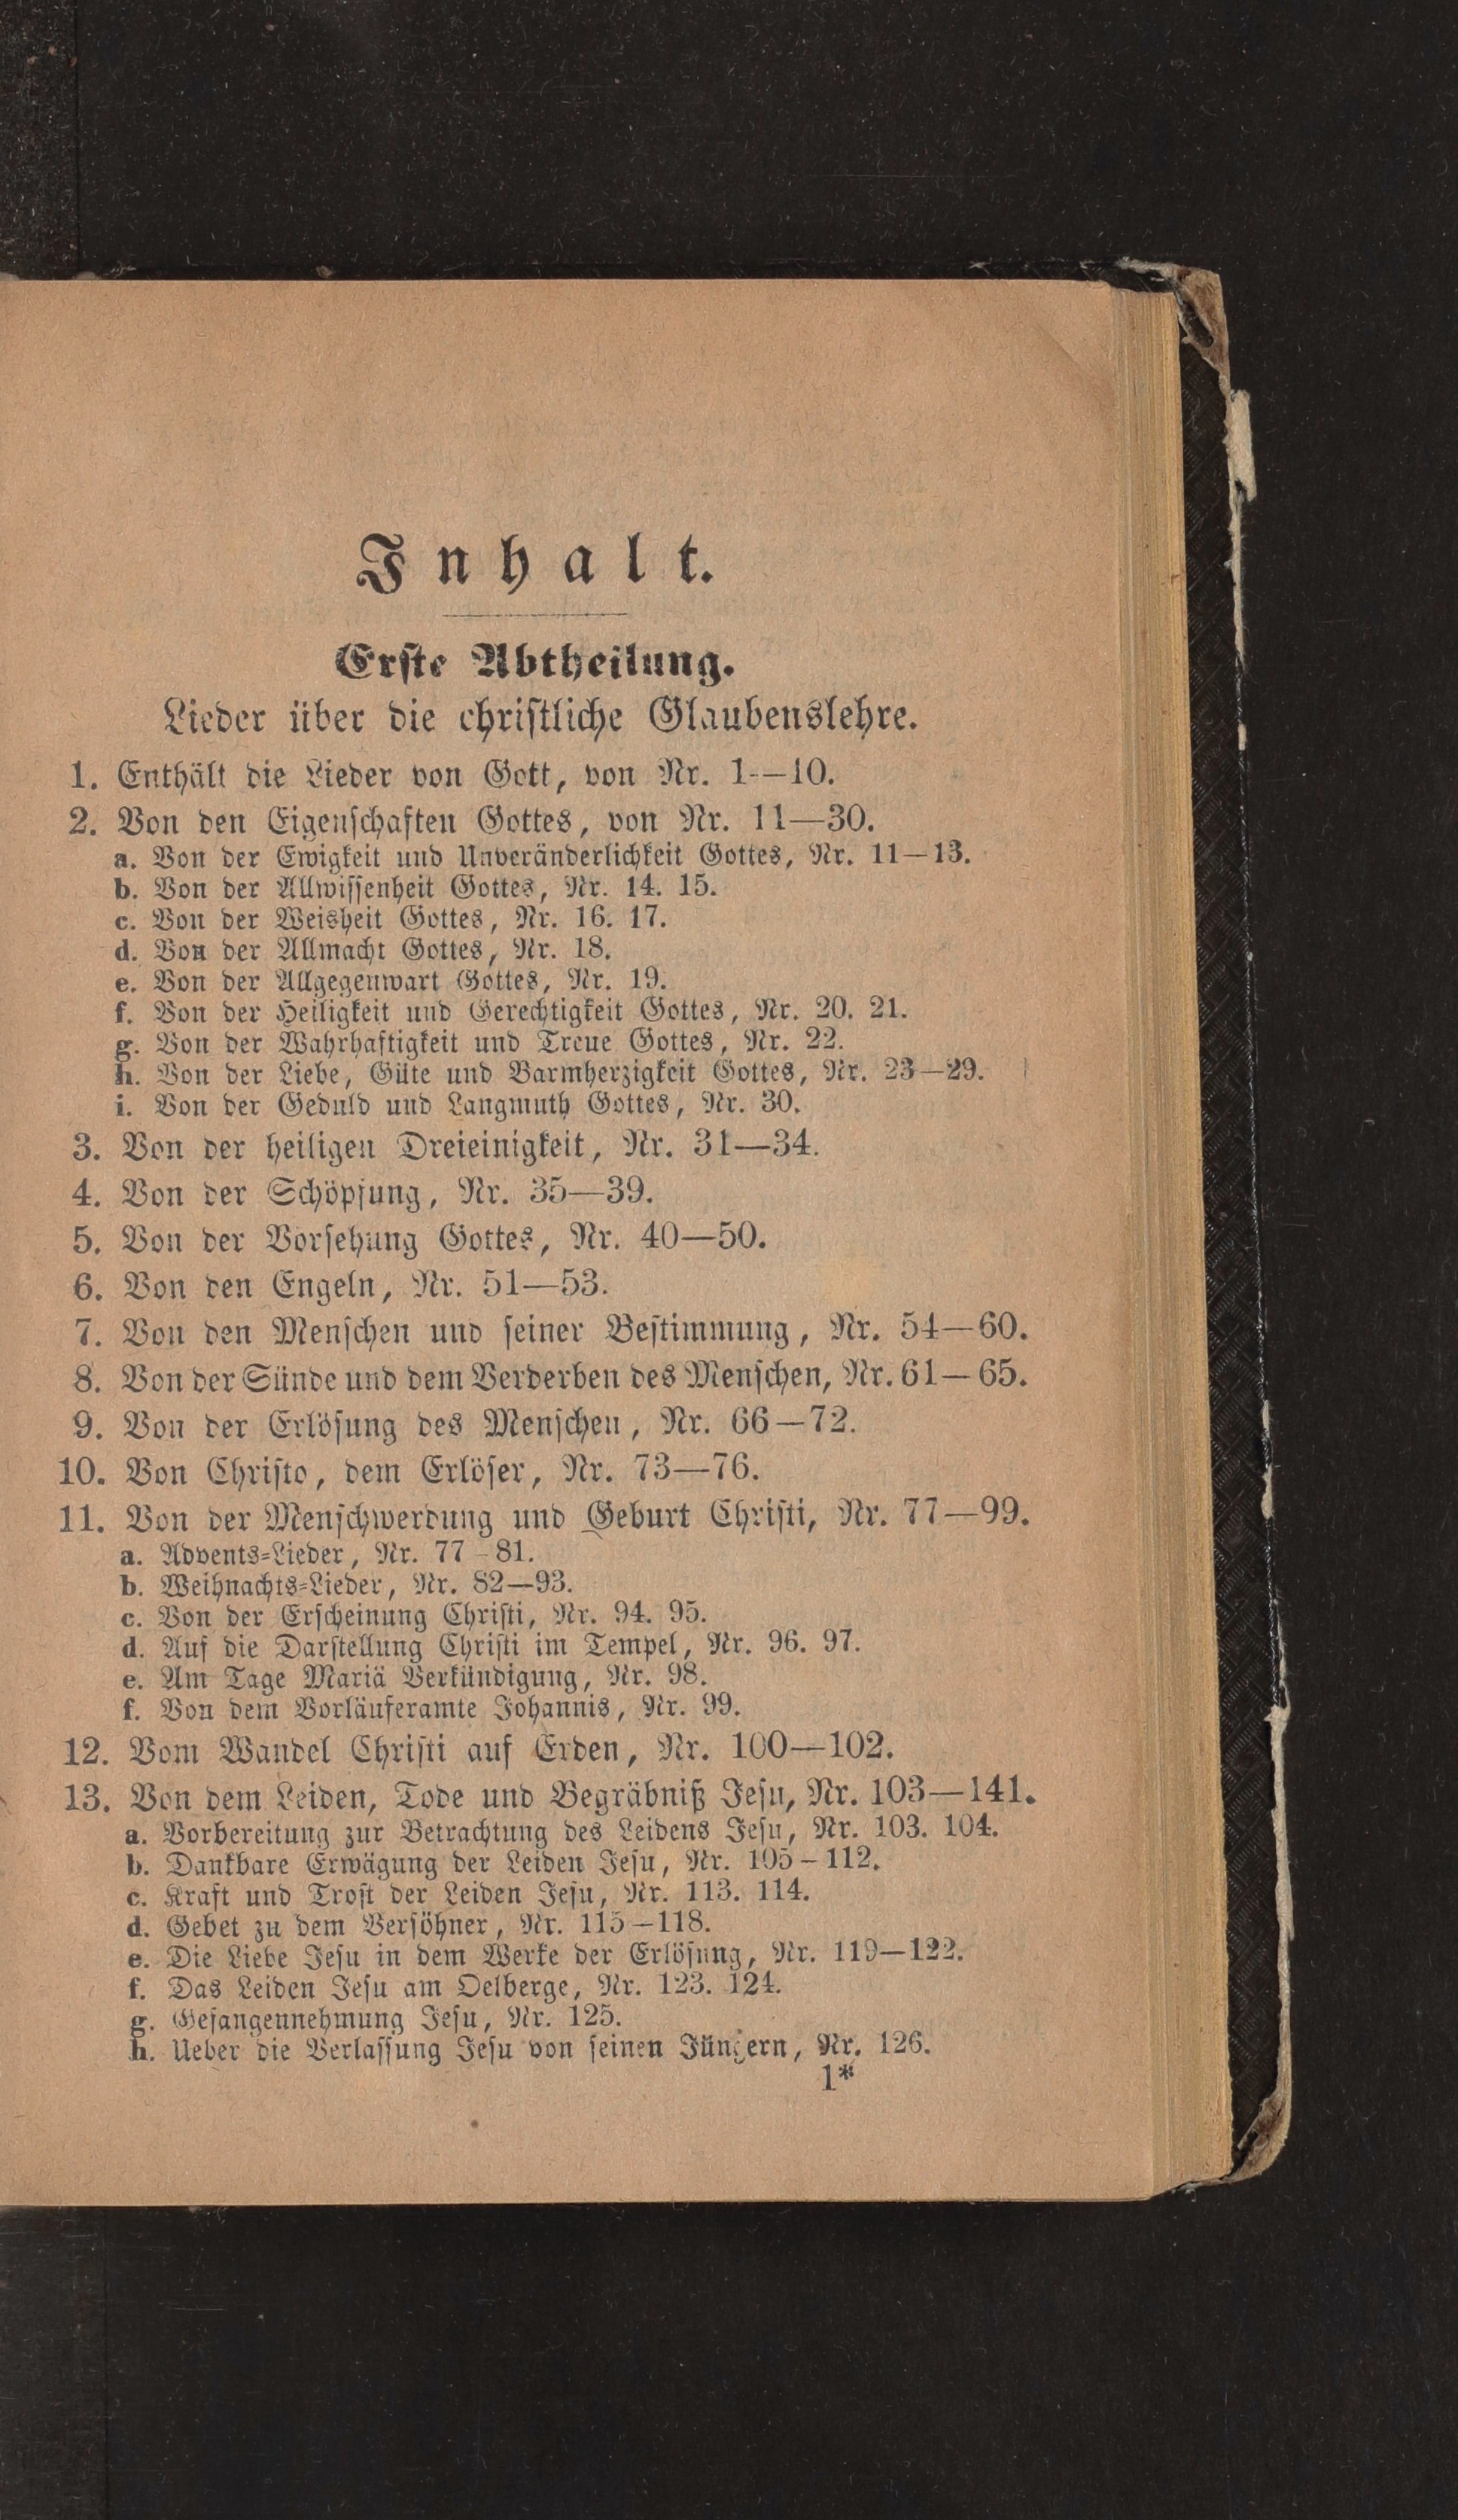 Inhalt.
Erste Abtheilung.
Lieder über die christliche Glaubenslehre.
1. Enthält die Lieder von Gott, von Nr. 1--—10.
2. Von den Eigenschaften Gottes, von Nr. 11—30.
a. Von der Ewigkeit und Unveränderlichkeit Gottes, Nr. 11—13.
b. Von der Allwissenheit Gottes, Nr. 14. 15.
c. Von der Weisheit Gottes, Nr. 16. 17.
d. Von der Allmacht Gottes, Nr. 18.
e. Von der Allgegenwart Gottes, Nr. 19.
f. Von der Heiligkeit und Gerechtigkeit Gottes, Nr. 20. 21.
g. Von der Wahrhaftigkeit und Treue Gottes, Nr. 22.
h. Von der Liebe, Güte und Barmherzigkeit Gottes, Nr. 23—29.
i. Von der Geduld und Langmuth Gottes, Nr. 30.
3. Von der heiligen Dreieinigkeit, Nr. 31—34.
4. Von der Schöpfung, Nr. 35—39.
5. Von der Vorsehung Gottes, Nr. 40—50.
6. Von den Engeln, Nr. 51—53.
7. Von den Menschen und seiner Bestimmung, Nr. 54—60.
8. Von der Sünde und dem Verderben des Menschen, Nr. 61—65.
9. Von der Erlösung des Menschen, Nr. 66—72.
10. Von Christo, dem Erlöser, Nr. 73—76.
11. Von der Menschwerdung und Geburt Christi, Nr. 77—99.
a. Advents-Lieder, Nr. 77—81.
b. Weihnachts-Lieder, Nr. 82—93.
c. Von der Erscheinung Christi, Nr. 94. 95.
d. Auf die Darstellung Christi im Tempel, Nr. 96. 97.
e. Am Tage Mariä Verkündigung, Nr. 98.
f. Von dem Vorläuferamte Johannis, Nr. 99.
12. Vom Wandel Christi auf Erden, Nr. 100—102.
13. Von dem Leiden, Tode und Begräbniß Jesu, Nr. 103—141.
a. Vorbereitung zur Betrachtung des Leidens Jesu, Nr. 103. 104.
b. Dankbare Erwägung der Leiden Jesu, Nr. 105—112.
c. Kraft und Trost der Leiden Jesu, Nr. 113. 114.
d. Gebet zu dem Versöhner, Nr. 115—118.
e. Die Liebe Jesu in dem Werke der Erlösung, Nr. 119—122.
f. Das Leiden Jesu am Oelberge, Nr. 123. 124.
g. Gefangennehmung Jesu, Nr. 125.
h. Ueber die Verlassung Jesu von seinen Jüngern, Nr. 126.
1*